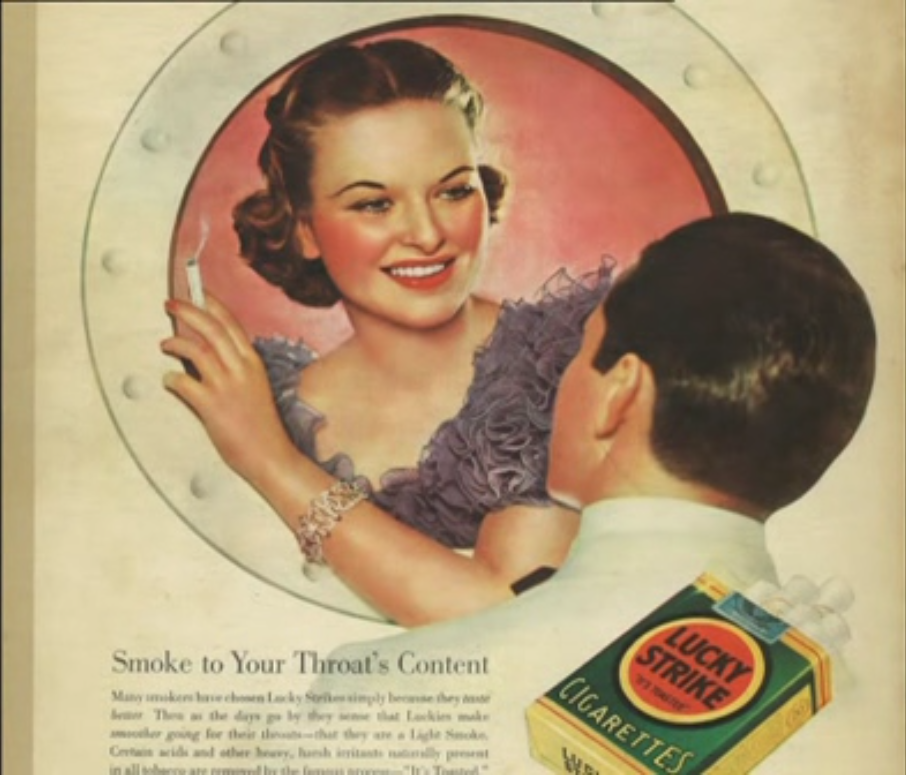 Smoke to Your Throat's Content
Many smokers have chosen Lucky Strikes simply because they taste
better. Then as the days go by they sense that Luckies make
smoother going for their throats—that they are a Light Smoke.
Certain acids and other heavy, harsh irritants naturally present
in all tobacco are removed by the famous process—"It's Toasted."
LUCKY
STRIKE
"IT'S TOASTED"
CIGARETTES